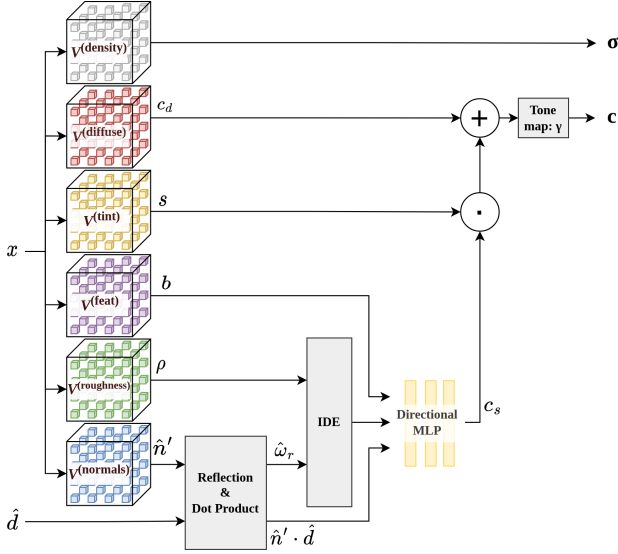 V(density)
σ
c_d
V(diffuse)
+
Tone
map: γ
c
V(tint)
s
·
x
V(feat)
b
V(roughness)
ρ
IDE
Directional
MLP
c_s
V(normals)
n̂′
Reflection
&
Dot Product
ω̂_r
d̂
n̂′ · d̂